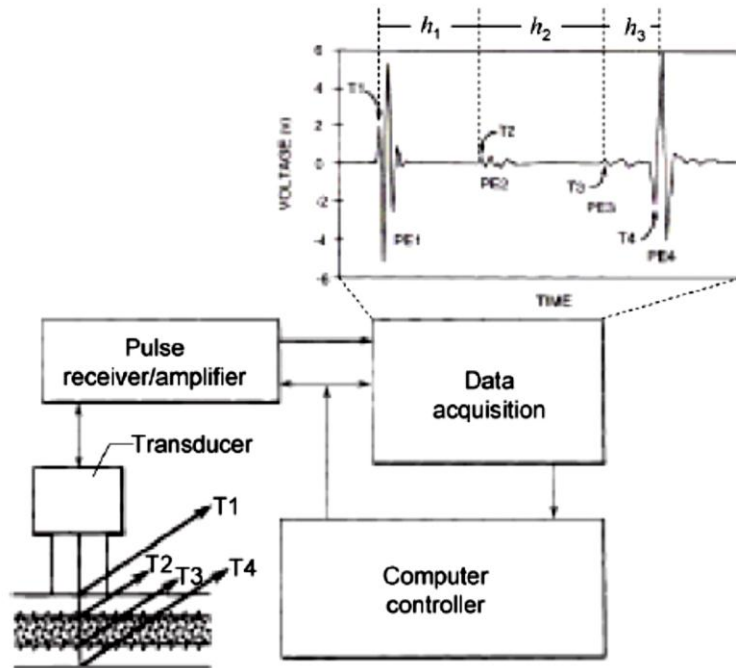 h1
h2
h3
6
4
2
0
-2
-4
-6
VOLTAGE (v)
T1
T2
T3
T4
PE1
PE2
PE3
PE4
TIME
Pulse
receiver/amplifier
Data
acquisition
Transducer
T1
T2
T3
T4
Computer
controller